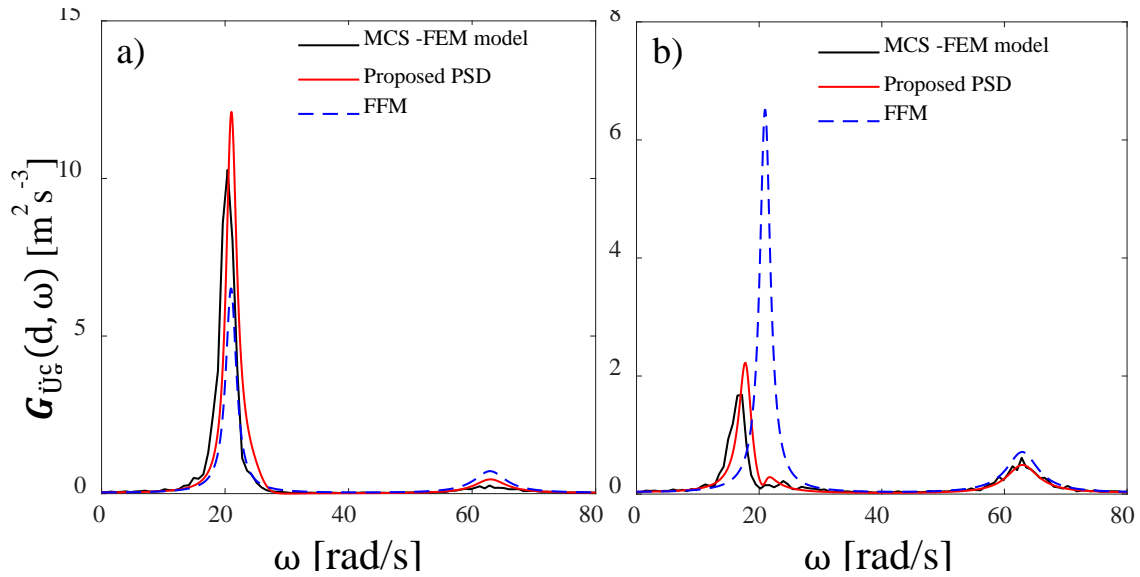 a)
MCS -FEM model
Proposed PSD
FFM
15
10
5
0
0 20 40 60 80
ω [rad/s]
G_Üᵍᶜ(d, ω) [m² s⁻³]
b)
MCS -FEM model
Proposed PSD
FFM
8
6
4
2
0
0 20 40 60 80
ω [rad/s]